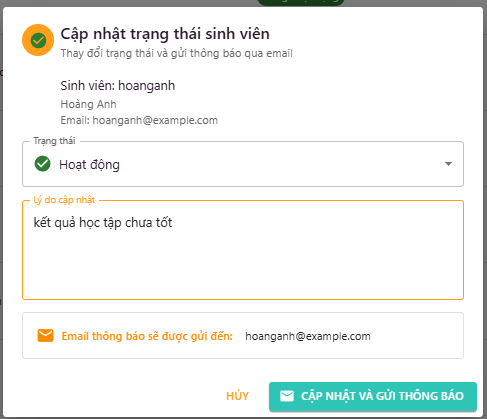 Cập nhật trạng thái sinh viên
Thay đổi trạng thái và gửi thông báo qua email
Sinh viên: hoanganh
Hoàng Anh
Email: hoanganh@example.com
Trạng thái
Hoạt động
Lý do cập nhật
kết quả học tập chưa tốt
Email thông báo sẽ được gửi đến: hoanganh@example.com
HỦY
CẬP NHẬT VÀ GỬI THÔNG BÁO